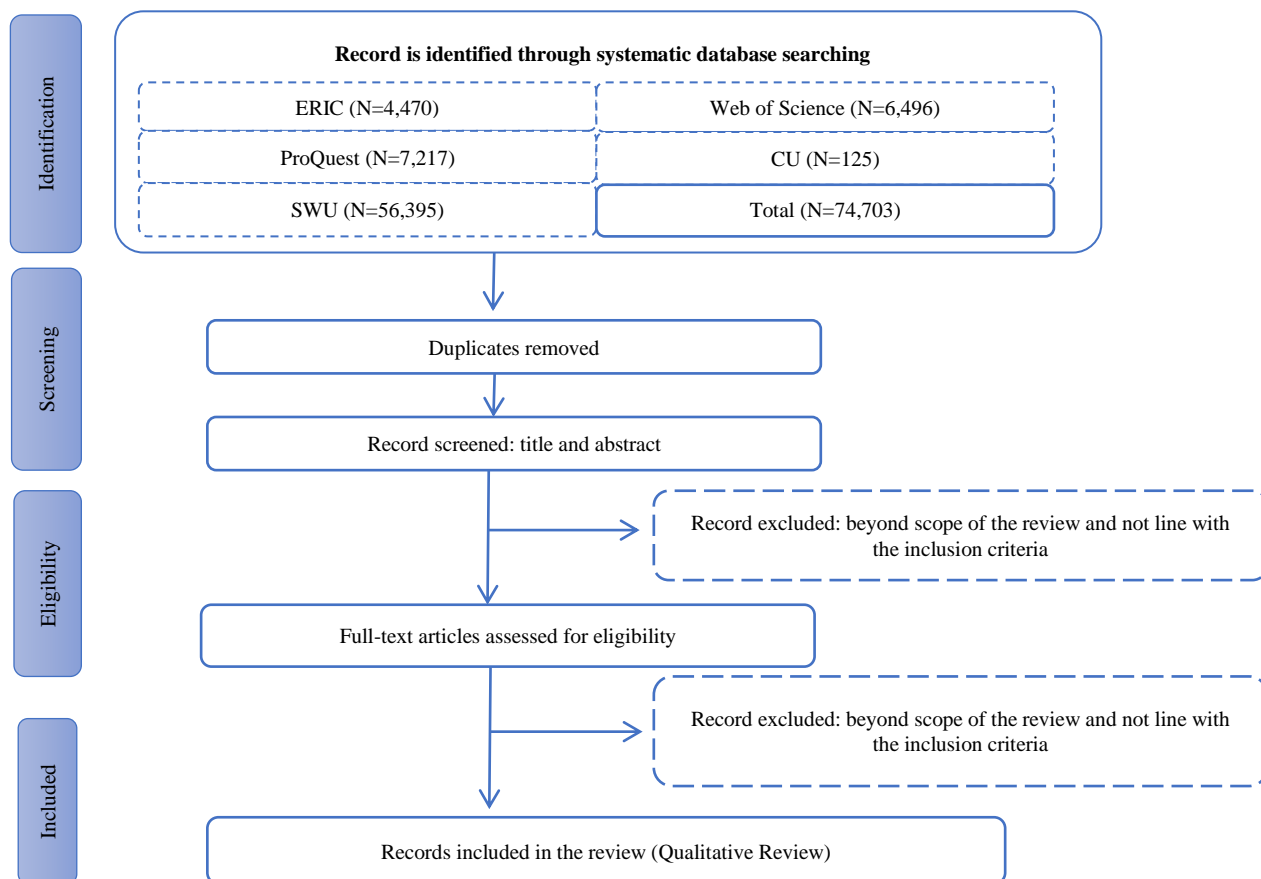 Identification
Record is identified through systematic database searching
ERIC (N=4,470)
Web of Science (N=6,496)
ProQuest (N=7,217)
CU (N=125)
SWU (N=56,395)
Total (N=74,703)
Screening
Duplicates removed
Record screened: title and abstract
Eligibility
Record excluded: beyond scope of the review and not line with
the inclusion criteria
Full-text articles assessed for eligibility
Included
Record excluded: beyond scope of the review and not line with
the inclusion criteria
Records included in the review (Qualitative Review)